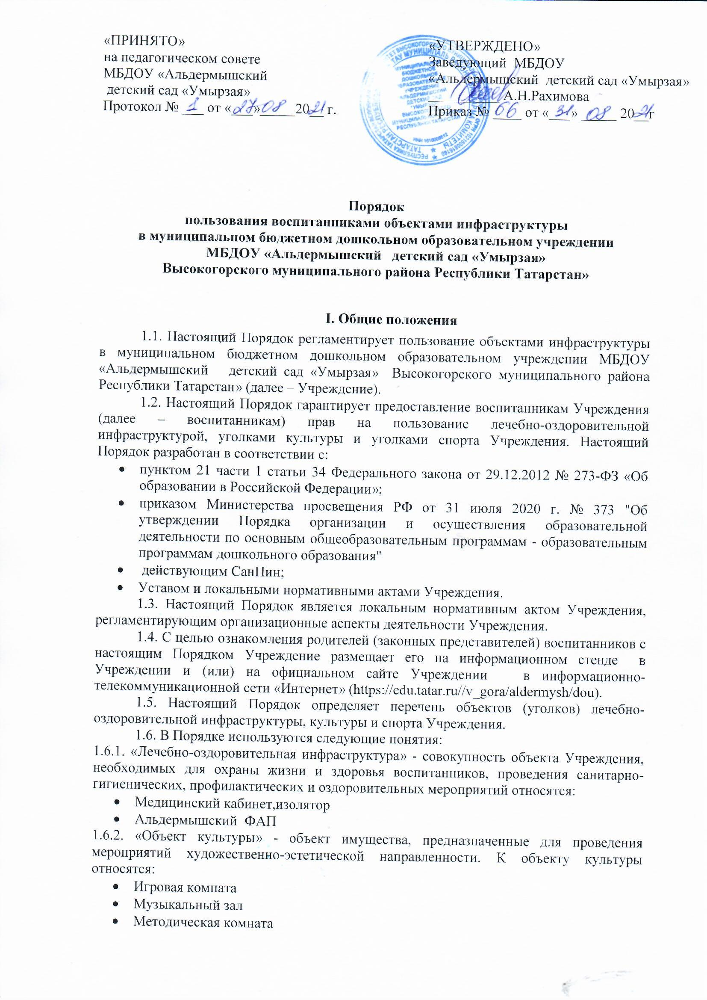 «ПРИНЯТО»
на педагогическом совете
МБДОУ «Альдермышский
детский сад «Умырзая»
Протокол № 1 от «27» 08 2021 г.
«УТВЕРЖДЕНО»
Заведующий МБДОУ
«Альдермышский детский сад «Умырзая»
А.Н.Рахимова
Приказ № 66 от «31» 08 2021г
МУНИЦИПАЛЬНОЕ
БЮДЖЕТНОЕ
ДОШКОЛЬНОЕ
РЕСПУБЛИКИ ТАТАРСТАН
Порядок
пользования воспитанниками объектами инфраструктуры
в муниципальном бюджетном дошкольном образовательном учреждении
МБДОУ «Альдермышский детский сад «Умырзая»
Высокогорского муниципального района Республики Татарстан»
I. Общие положения
1.1. Настоящий Порядок регламентирует пользование объектами инфраструктуры
в муниципальном бюджетном дошкольном образовательном учреждении МБДОУ
«Альдермышский детский сад «Умырзая» Высокогорского муниципального района
Республики Татарстан» (далее – Учреждение).
1.2. Настоящий Порядок гарантирует предоставление воспитанникам Учреждения
(далее – воспитанникам) прав на пользование лечебно-оздоровительной
инфраструктурой, уголками культуры и уголками спорта Учреждения. Настоящий
Порядок разработан в соответствии с:
• пунктом 21 части 1 статьи 34 Федерального закона от 29.12.2012 № 273-ФЗ «Об
образовании в Российской Федерации»;
• приказом Министерства просвещения РФ от 31 июля 2020 г. № 373 "Об
утверждении Порядка организации и осуществления образовательной
деятельности по основным общеобразовательным программам - образовательным
программам дошкольного образования"
• действующим СанПин;
• Уставом и локальными нормативными актами Учреждения.
1.3. Настоящий Порядок является локальным нормативным актом Учреждения,
регламентирующим организационные аспекты деятельности Учреждения.
1.4. С целью ознакомления родителей (законных представителей) воспитанников с
настоящим Порядком Учреждение размещает его на информационном стенде в
Учреждении и (или) на официальном сайте Учреждении в информационно-
телекоммуникационной сети «Интернет» (https://edu.tatar.ru//v_gora/aldermysh/dou).
1.5. Настоящий Порядок определяет перечень объектов (уголков) лечебно-
оздоровительной инфраструктуры, культуры и спорта Учреждения.
1.6. В Порядке используются следующие понятия:
1.6.1. «Лечебно-оздоровительная инфраструктура» - совокупность объекта Учреждения,
необходимых для охраны жизни и здоровья воспитанников, проведения санитарно-
гигиенических, профилактических и оздоровительных мероприятий относятся:
• Медицинский кабинет,изолятор
• Альдермышский ФАП
1.6.2. «Объект культуры» - объект имущества, предназначенные для проведения
мероприятий художественно-эстетической направленности. К объекту культуры
относятся:
• Игровая комната
• Музыкальный зал
• Методическая комната